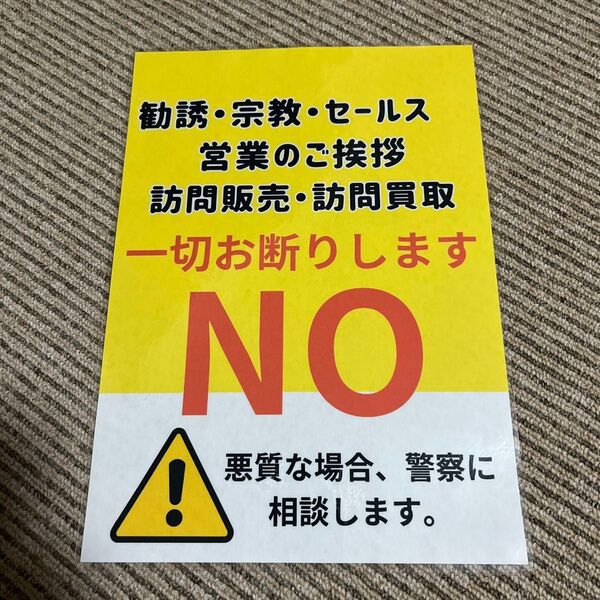 勧誘・宗教・セールス
営業のご挨拶
訪問販売・訪問買取
一切お断りします
NO
悪質な場合、警察に
相談します。